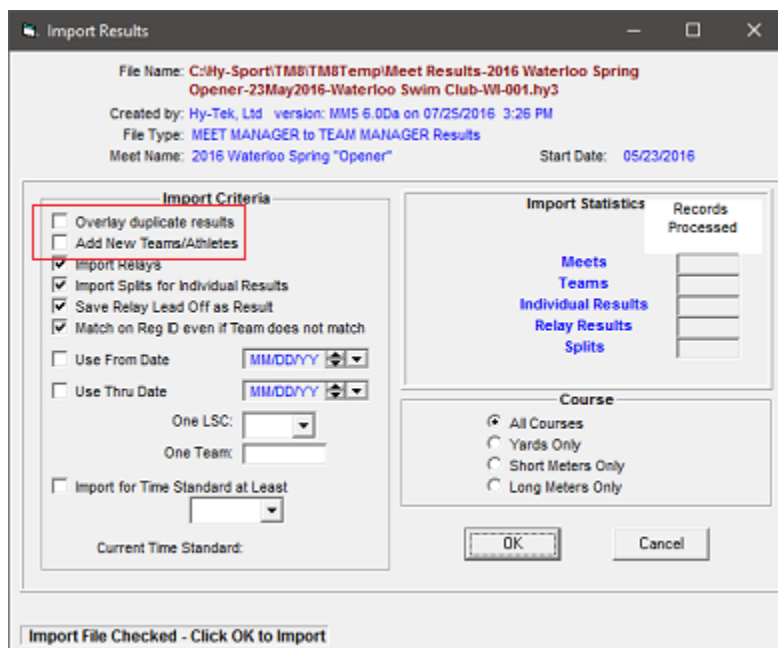 Import Results
File Name: C:\Hy-Sport\TM8\TM8Temp\Meet Results-2016 Waterloo Spring
Opener-23May2016-Waterloo Swim Club-WI-001.hy3
Created by: Hy-Tek, Ltd version: MM5 6.0Da on 07/25/2016 3:26 PM
File Type: MEET MANAGER to TEAM MANAGER Results
Meet Name: 2016 Waterloo Spring "Opener" Start Date: 05/23/2016
Import Criteria
Overlay duplicate results
Add New Teams/Athletes
Import Relays
Import Splits for Individual Results
Save Relay Lead Off as Result
Match on Reg ID even if Team does not match
Use From Date MM/DD/YY
Use Thru Date MM/DD/YY
One LSC:
One Team:
Import for Time Standard at Least
Current Time Standard:
Import Statistics
Records
Processed
Meets
Teams
Individual Results
Relay Results
Splits
Course
All Courses
Yards Only
Short Meters Only
Long Meters Only
OK Cancel
Import File Checked - Click OK to Import